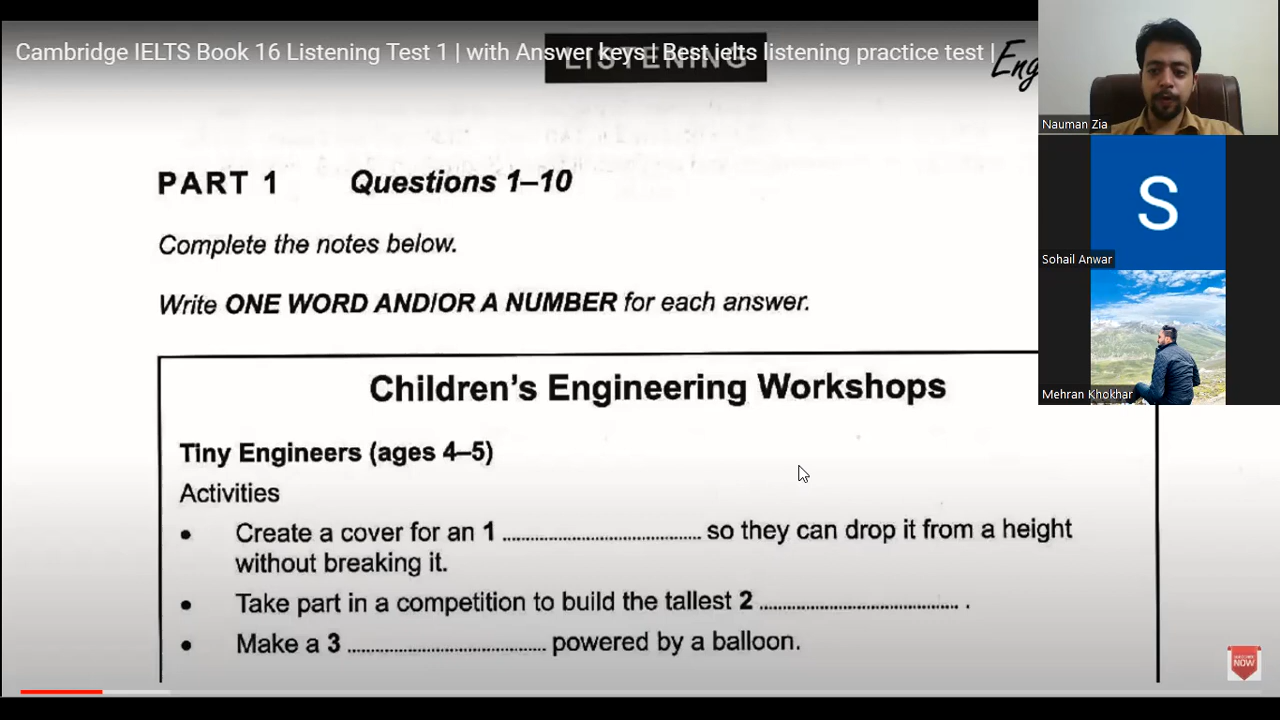 Cambridge IELTS Book 16 Listening Test 1 | with Answer keys | Best ielts listening practice test |
LISTENING
Eng
Nauman Zia
PART 1 Questions 1–10
Complete the notes below.
Sohail Anwar
Write ONE WORD AND/OR A NUMBER for each answer.
Children's Engineering Workshops
Mehran Khokhar
Tiny Engineers (ages 4–5)
Activities
• Create a cover for an 1 ........................................ so they can drop it from a height
without breaking it.
• Take part in a competition to build the tallest 2 ........................................ .
• Make a 3 ........................................ powered by a balloon.
S
NOW